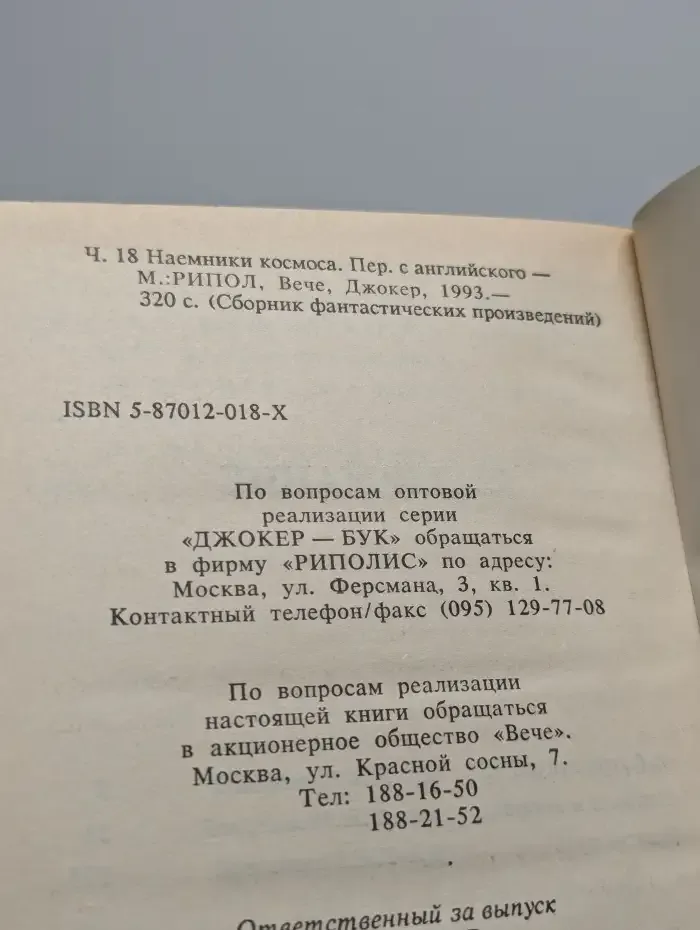 Ч. 18 Наемники космоса. Пер. с английского —
М.:РИПОЛ, Вече, Джокер, 1993.—
320 с. (Сборник фантастических произведений)
ISBN 5-87012-018-X
По вопросам оптовой
реализации серии
«ДЖОКЕР — БУК» обращаться
в фирму «РИПОЛИС» по адресу:
Москва, ул. Ферсмана, 3, кв. 1.
Контактный телефон/факс (095) 129-77-08
По вопросам реализации
настоящей книги обращаться
в акционерное общество «Вече».
Москва, ул. Красной сосны, 7.
Тел: 188-16-50
188-21-52
Ответственный за выпуск